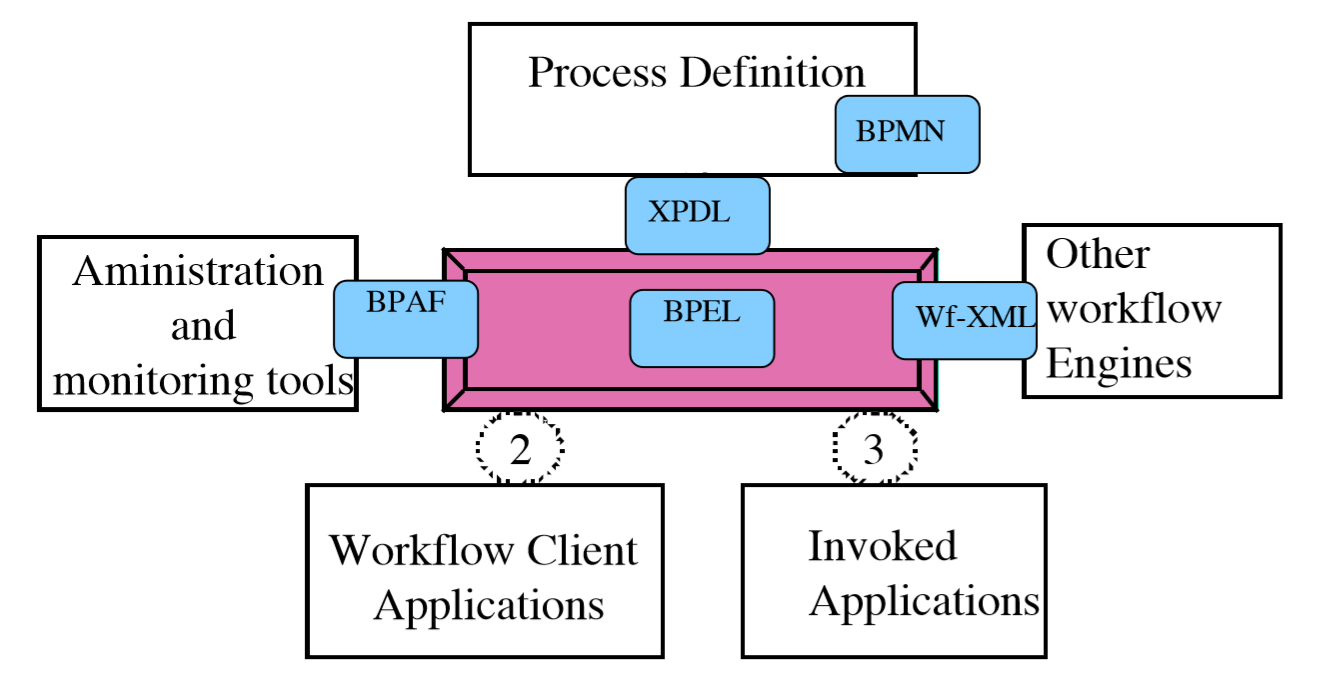 Process Definition
BPMN
XPDL
Aministration
and
monitoring tools
BPAF
BPEL
Wf-XML
Other
workflow
Engines
2
3
Workflow Client
Applications
Invoked
Applications